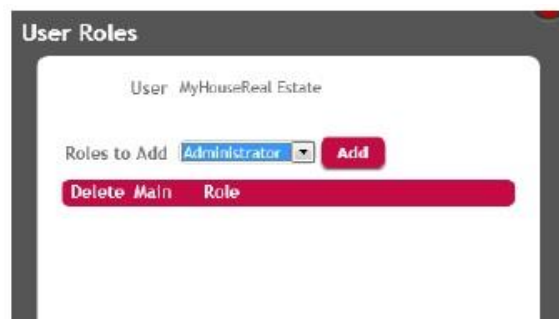 User Roles
User MyHouseReal Estate
Roles to Add Administrator Add
Delete Main Role